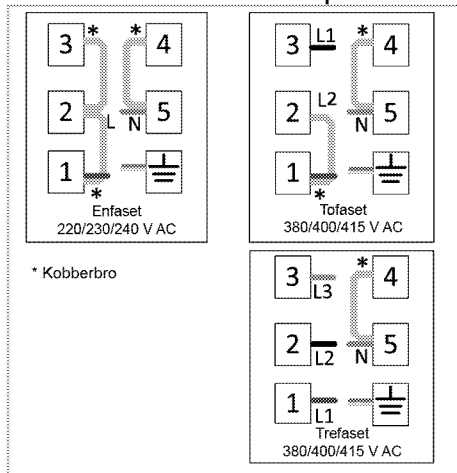 3 * * 4
2 L N 5
1 *
Enfaset
220/230/240 V AC
3 L1 * 4
2 L2 N 5
1 *
Tofaset
380/400/415 V AC
* Kobberbro
3 L3 * 4
2 L2 N 5
1 L1
Trefaset
380/400/415 V AC